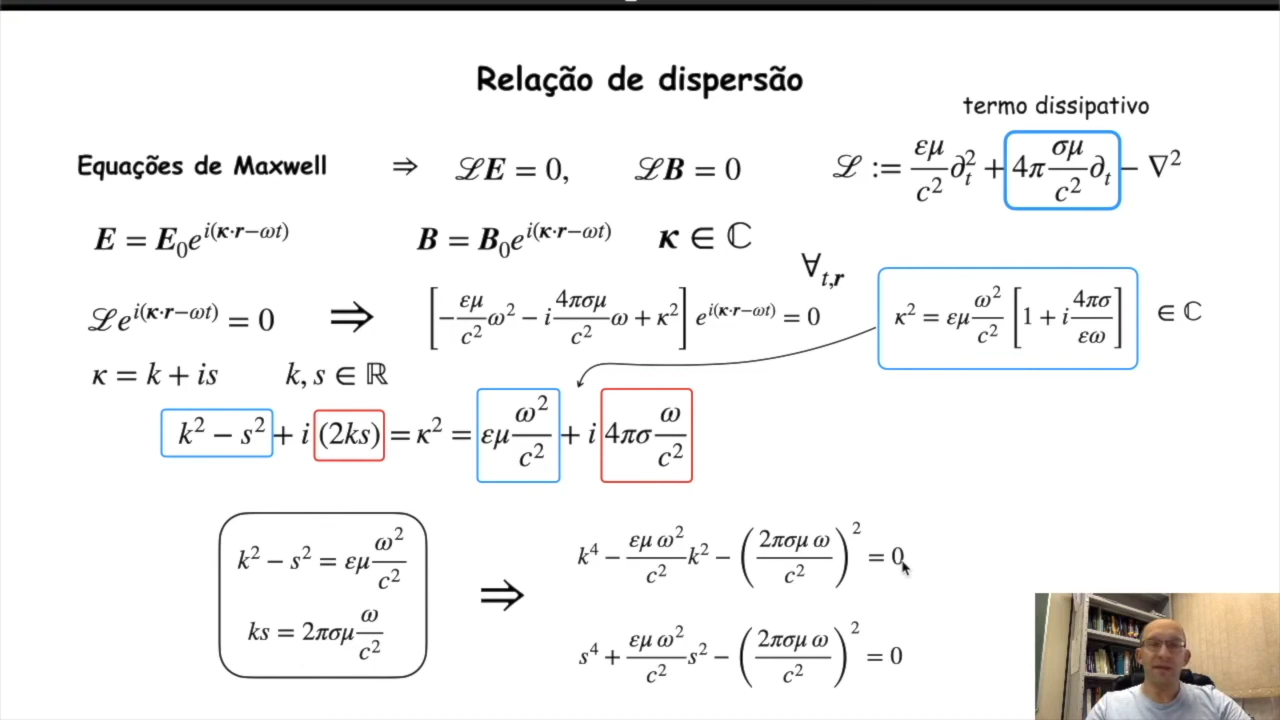 Relação de dispersão
termo dissipativo
Equações de Maxwell ⇒ ℒE = 0, ℒB = 0 ℒ := εμ/c² ∂ₜ² + 4π σμ/c² ∂ₜ − ∇²
E = E₀e^{i(κ·r−ωt)} B = B₀e^{i(κ·r−ωt)} κ ∈ ℂ
∀_{t,r}
ℒe^{i(κ·r−ωt)} = 0 ⇒ [−εμ/c² ω² − i 4πσμ/c² ω + κ²] e^{i(κ·r−ωt)} = 0 κ² = εμ ω²/c² [1 + i 4πσ/εω] ∈ ℂ
κ = k + is k, s ∈ ℝ
k² − s² + i (2ks) = κ² = εμ ω²/c² + i 4πσ ω/c²
k² − s² = εμ ω²/c²
ks = 2πσμ ω/c²
⇒
k⁴ − εμ ω²/c² k² − (2πσμ ω/c²)² = 0
s⁴ + εμ ω²/c² s² − (2πσμ ω/c²)² = 0